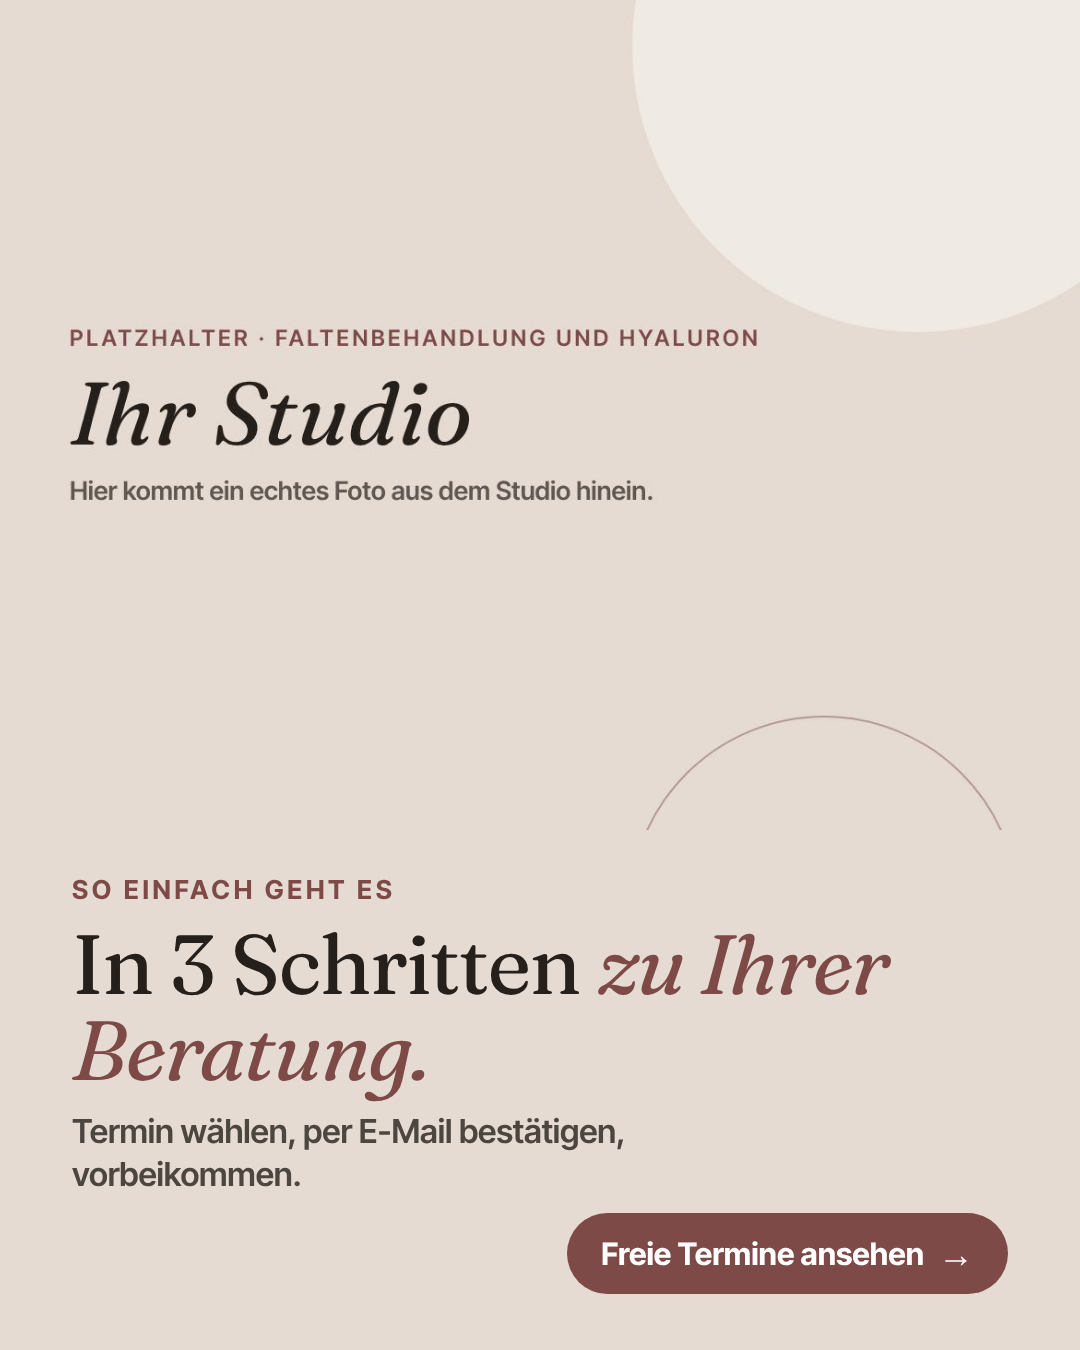 PLATZHALTER · FALTENBEHANDLUNG UND HYALURON
Ihr Studio
Hier kommt ein echtes Foto aus dem Studio hinein.
SO EINFACH GEHT ES
In 3 Schritten zu Ihrer
Beratung.
Termin wählen, per E-Mail bestätigen,
vorbeikommen.
Freie Termine ansehen →